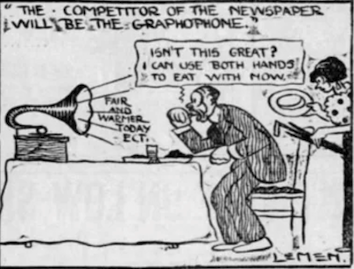 "THE COMPETITOR OF THE NEWSPAPER
WILL BE THE GRAPHOPHONE."
ISN'T THIS GREAT?
I CAN USE BOTH HANDS
TO EAT WITH NOW.
FAIR
AND
WARMER
TODAY
ECT.
LEMEN.